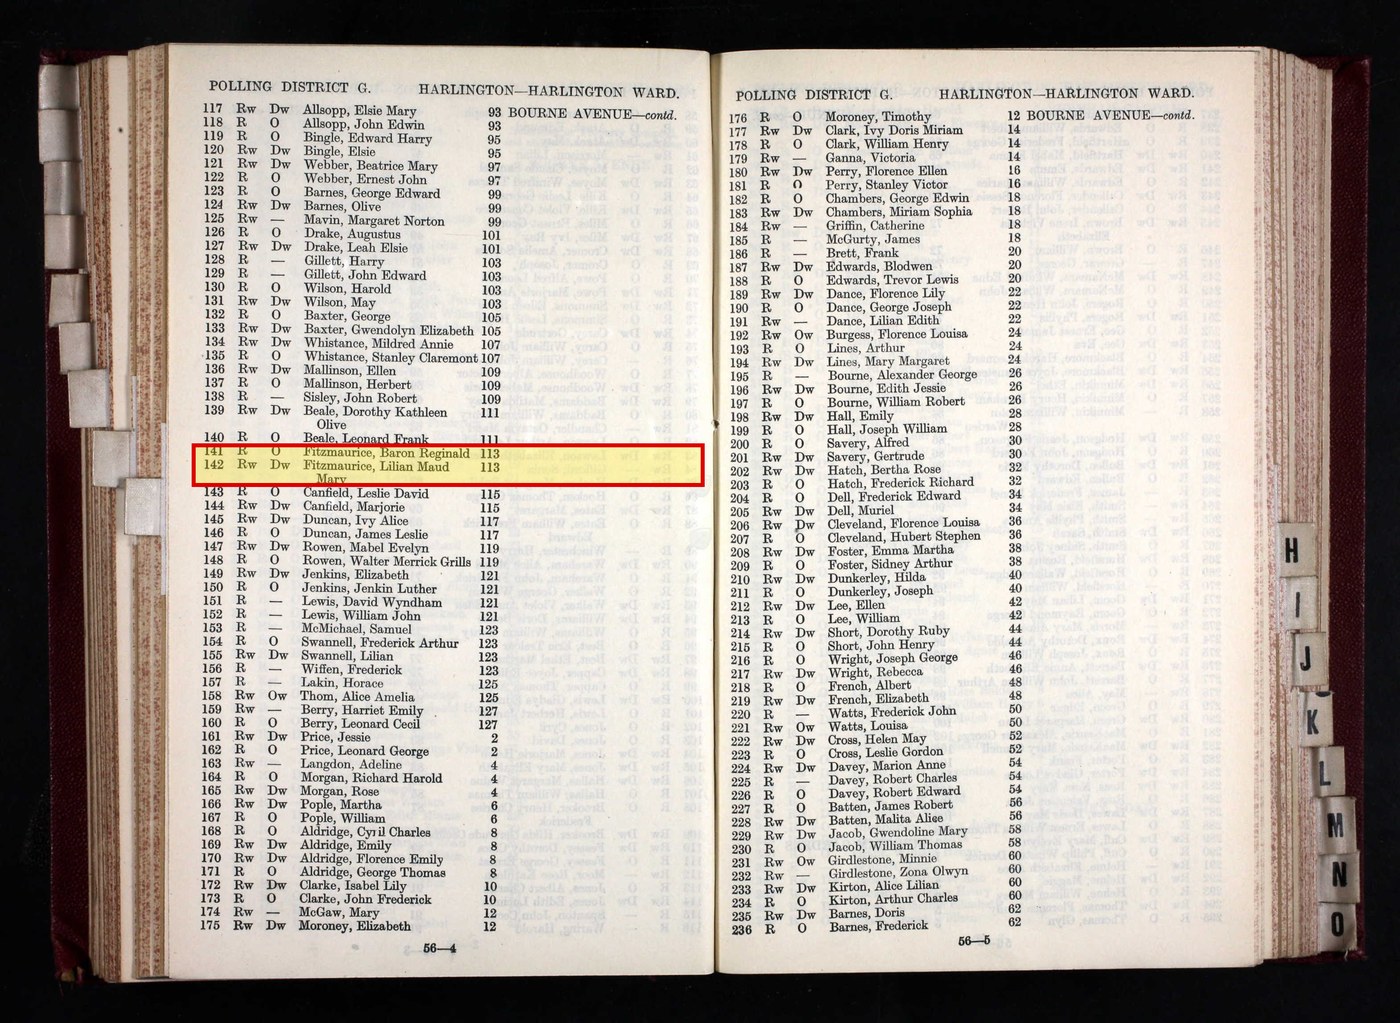 POLLING DISTRICT G. HARLINGTON—HARLINGTON WARD.
117 Rw Dw Allsopp, Elsie Mary 93 BOURNE AVENUE—contd.
118 R O Allsopp, John Edwin 93
119 R O Bingle, Edward Harry 95
120 Rw Dw Bingle, Elsie 95
121 Rw Dw Webber, Beatrice Mary 97
122 R O Webber, Ernest John 97
123 R O Barnes, George Edward 99
124 Rw Dw Barnes, Olive 99
125 Rw — Mavin, Margaret Norton 99
126 R O Drake, Augustus 101
127 Rw Dw Drake, Leah Elsie 101
128 R — Gillett, Harry 103
129 R — Gillett, John Edward 103
130 R O Wilson, Harold 103
131 Rw Dw Wilson, May 103
132 R O Baxter, George 105
133 Rw Dw Baxter, Gwendolyn Elizabeth 105
134 Rw Dw Whistance, Mildred Annie 107
135 R O Whistance, Stanley Claremont 107
136 Rw Dw Mallinson, Ellen 109
137 R O Mallinson, Herbert 109
138 R — Sisley, John Robert 109
139 Rw Dw Beale, Dorothy Kathleen 111
Olive
140 R O Beale, Leonard Frank 111
141 R O Fitzmaurice, Baron Reginald 113
142 Rw Dw Fitzmaurice, Lilian Maud 113
Mary
143 R O Canfield, Leslie David 115
144 Rw Dw Canfield, Marjorie 115
145 Rw Dw Duncan, Ivy Alice 117
146 R O Duncan, James Leslie 117
147 Rw Dw Rowen, Mabel Evelyn 119
148 R O Rowen, Walter Merrick Grills 119
149 Rw Dw Jenkins, Elizabeth 121
150 R O Jenkins, Jenkin Luther 121
151 R — Lewis, David Wyndham 121
152 R — Lewis, William John 121
153 R — McMichael, Samuel 123
154 R O Swannell, Frederick Arthur 123
155 Rw Dw Swannell, Lilian 123
156 R — Wiffen, Frederick 123
157 R — Lakin, Horace 125
158 Rw Ow Thom, Alice Amelia 125
159 Rw — Berry, Harriet Emily 127
160 R O Berry, Leonard Cecil 127
161 Rw Dw Price, Jessie 2
162 R O Price, Leonard George 2
163 Rw — Langdon, Adeline 4
164 R O Morgan, Richard Harold 4
165 Rw Dw Morgan, Rose 4
166 Rw Dw Pople, Martha 6
167 R O Pople, William 6
168 R O Aldridge, Cyril Charles 8
169 Rw Dw Aldridge, Emily 8
170 Rw Dw Aldridge, Florence Emily 8
171 R O Aldridge, George Thomas 8
172 Rw Dw Clarke, Isabel Lily 10
173 R O Clarke, John Frederick 10
174 Rw — McGaw, Mary 12
175 Rw Dw Moroney, Elizabeth 12
56—4
POLLING DISTRICT G. HARLINGTON—HARLINGTON WARD.
176 R O Moroney, Timothy 12 BOURNE AVENUE—contd.
177 Rw Dw Clark, Ivy Doris Miriam 14
178 R O Clark, William Henry 14
179 Rw — Ganna, Victoria 14
180 Rw Dw Perry, Florence Ellen 16
181 R O Perry, Stanley Victor 16
182 R O Chambers, George Edwin 18
183 Rw Dw Chambers, Miriam Sophia 18
184 Rw — Griffin, Catherine 18
185 R — McGurty, James 18
186 R — Brett, Frank 20
187 Rw Dw Edwards, Blodwen 20
188 R O Edwards, Trevor Lewis 20
189 Rw Dw Dance, Florence Lily 22
190 R O Dance, George Joseph 22
191 Rw — Dance, Lilian Edith 22
192 Rw Ow Burgess, Florence Louisa 24
193 R O Lines, Arthur 24
194 Rw Dw Lines, Mary Margaret 24
195 R — Bourne, Alexander George 26
196 Rw Dw Bourne, Edith Jessie 26
197 R O Bourne, William Robert 26
198 Rw Dw Hall, Emily 28
199 R O Hall, Joseph William 28
200 R O Savery, Alfred 30
201 Rw Dw Savery, Gertrude 30
202 Rw Dw Hatch, Bertha Rose 32
203 R O Hatch, Frederick Richard 32
204 R O Dell, Frederick Edward 34
205 Rw Dw Dell, Muriel 34
206 Rw Dw Cleveland, Florence Louisa 36
207 R O Cleveland, Hubert Stephen 36
208 Rw Dw Foster, Emma Martha 38
209 R O Foster, Sidney Arthur 38
210 Rw Dw Dunkerley, Hilda 40
211 R O Dunkerley, Joseph 40
212 Rw Dw Lee, Ellen 42
213 R O Lee, William 42
214 Rw Dw Short, Dorothy Ruby 44
215 R O Short, John Henry 44
216 R O Wright, Joseph George 46
217 Rw Dw Wright, Rebecca 46
218 R O French, Albert 48
219 Rw Dw French, Elizabeth 48
220 R — Watts, Frederick John 50
221 Rw Ow Watts, Louisa 50
222 Rw Dw Cross, Helen May 52
223 R O Cross, Leslie Gordon 52
224 Rw Dw Davey, Marion Anne 54
225 R — Davey, Robert Charles 54
226 R O Davey, Robert Edward 54
227 R O Batten, James Robert 56
228 Rw Dw Batten, Malita Alice 56
229 Rw Dw Jacob, Gwendoline Mary 58
230 R O Jacob, William Thomas 58
231 Rw Ow Girdlestone, Minnie 60
232 Rw — Girdlestone, Zona Olwyn 60
233 Rw Dw Kirton, Alice Lilian 60
234 R O Kirton, Arthur Charles 60
235 Rw Dw Barnes, Doris 62
236 R O Barnes, Frederick 62
56—5
H
I
J
K
L
M
N
O